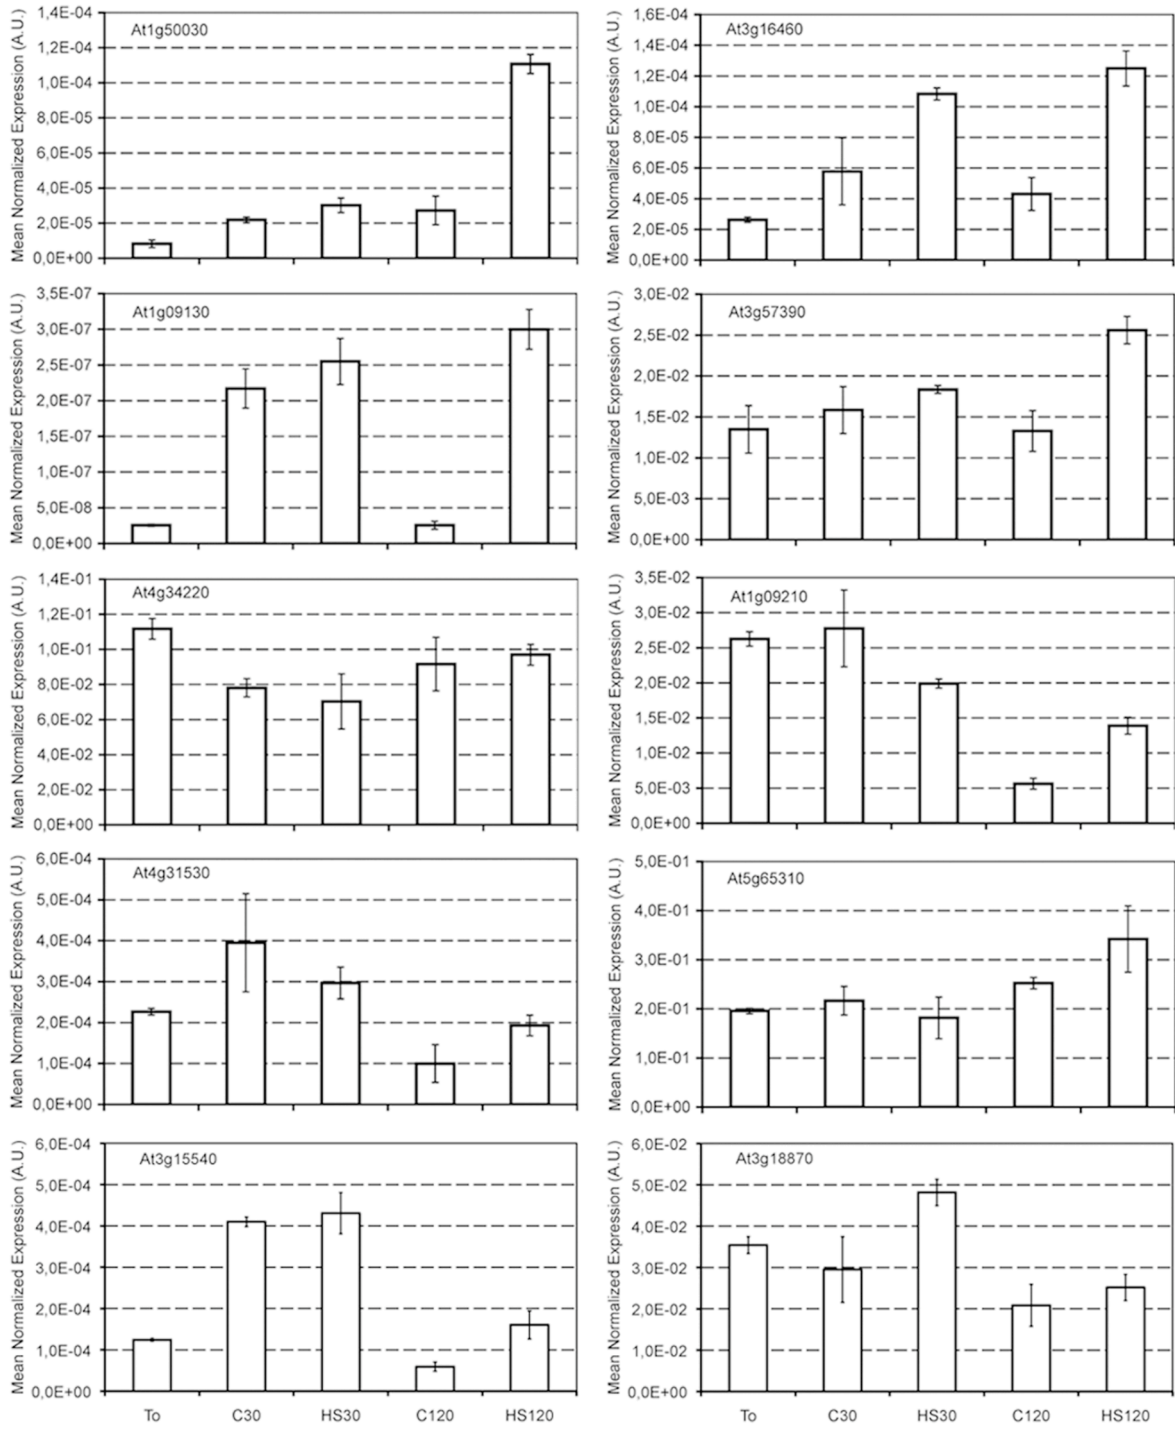 Mean Normalized Expression (A.U.)
At1g50030
1,4E-04
1,2E-04
1,0E-04
8,0E-05
6,0E-05
4,0E-05
2,0E-05
0,0E+00
Mean Normalized Expression (A.U.)
At3g16460
1,6E-04
1,4E-04
1,2E-04
1,0E-04
8,0E-05
6,0E-05
4,0E-05
2,0E-05
0,0E+00
Mean Normalized Expression (A.U.)
At1g09130
3,5E-07
3,0E-07
2,5E-07
2,0E-07
1,5E-07
1,0E-07
5,0E-08
0,0E+00
Mean Normalized Expression (A.U.)
At3g57390
3,0E-02
2,5E-02
2,0E-02
1,5E-02
1,0E-02
5,0E-03
0,0E+00
Mean Normalized Expression (A.U.)
At4g34220
1,4E-01
1,2E-01
1,0E-01
8,0E-02
6,0E-02
4,0E-02
2,0E-02
0,0E+00
Mean Normalized Expression (A.U.)
At1g09210
3,5E-02
3,0E-02
2,5E-02
2,0E-02
1,5E-02
1,0E-02
5,0E-03
0,0E+00
Mean Normalized Expression (A.U.)
At4g31530
6,0E-04
5,0E-04
4,0E-04
3,0E-04
2,0E-04
1,0E-04
0,0E+00
Mean Normalized Expression (A.U.)
At5g65310
5,0E-01
4,0E-01
3,0E-01
2,0E-01
1,0E-01
0,0E+00
Mean Normalized Expression (A.U.)
At3g15540
6,0E-04
5,0E-04
4,0E-04
3,0E-04
2,0E-04
1,0E-04
0,0E+00
To C30 HS30 C120 HS120
Mean Normalized Expression (A.U.)
At3g18870
6,0E-02
5,0E-02
4,0E-02
3,0E-02
2,0E-02
1,0E-02
0,0E+00
To C30 HS30 C120 HS120